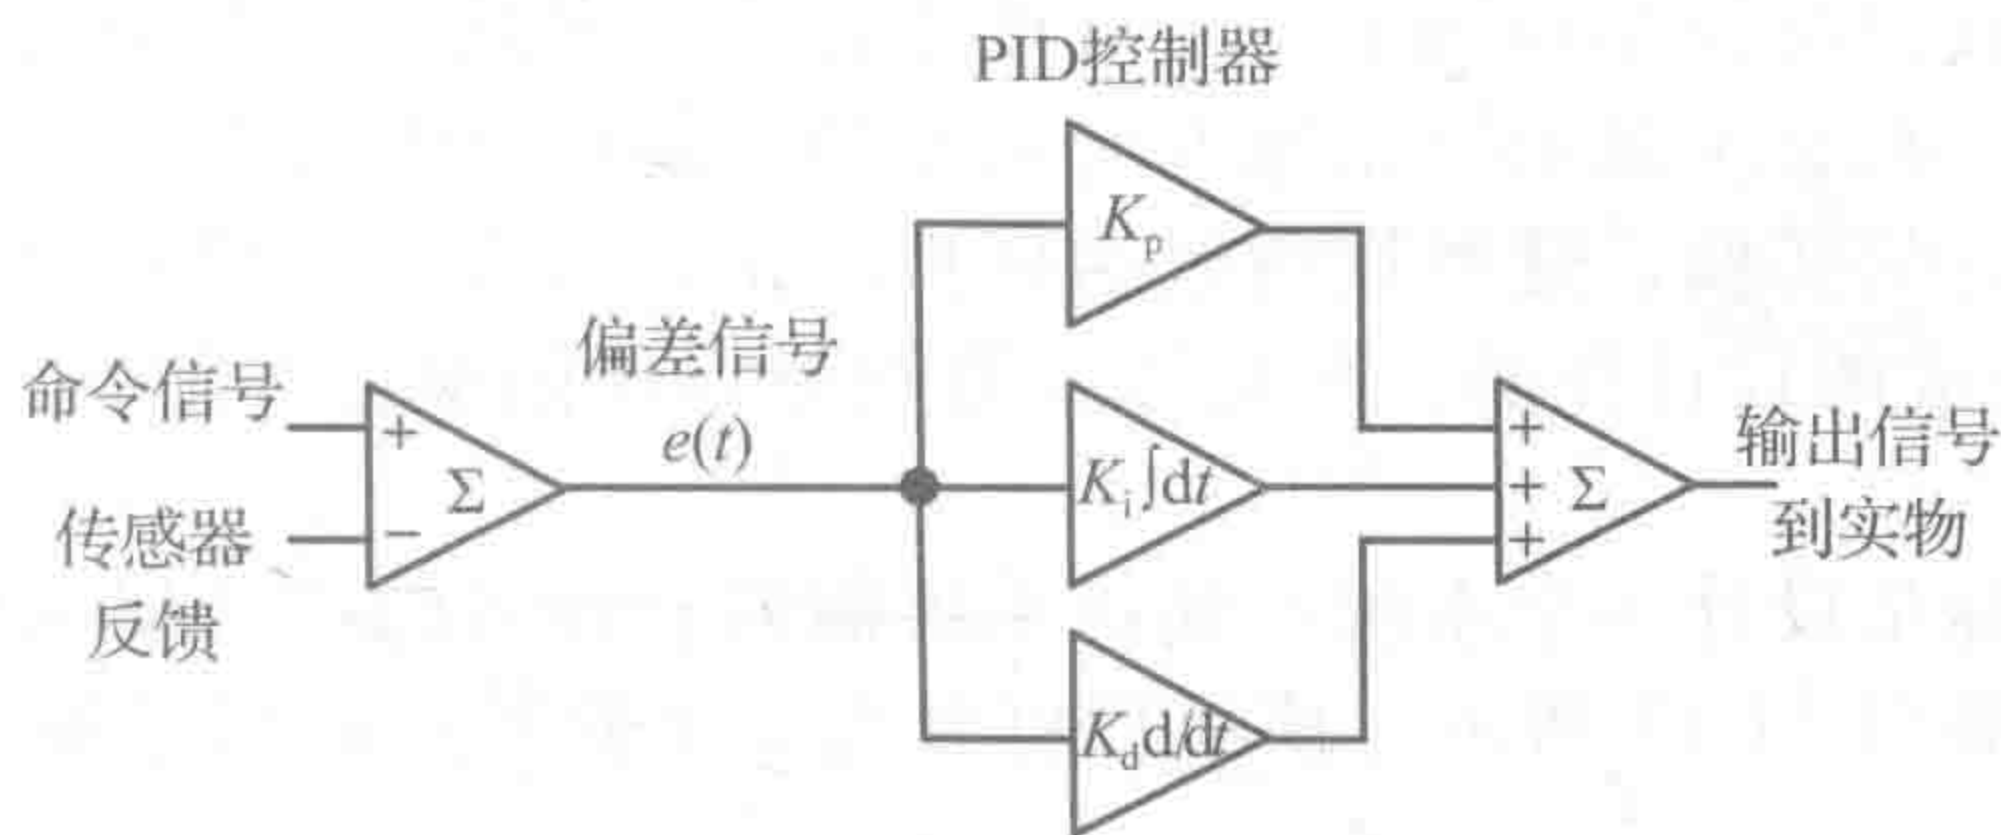 PID控制器
K_p
偏差信号
e(t)
命令信号
+
Σ
−
传感器
反馈
K_i∫dt
K_d d/dt
+
+
+
Σ
输出信号
到实物